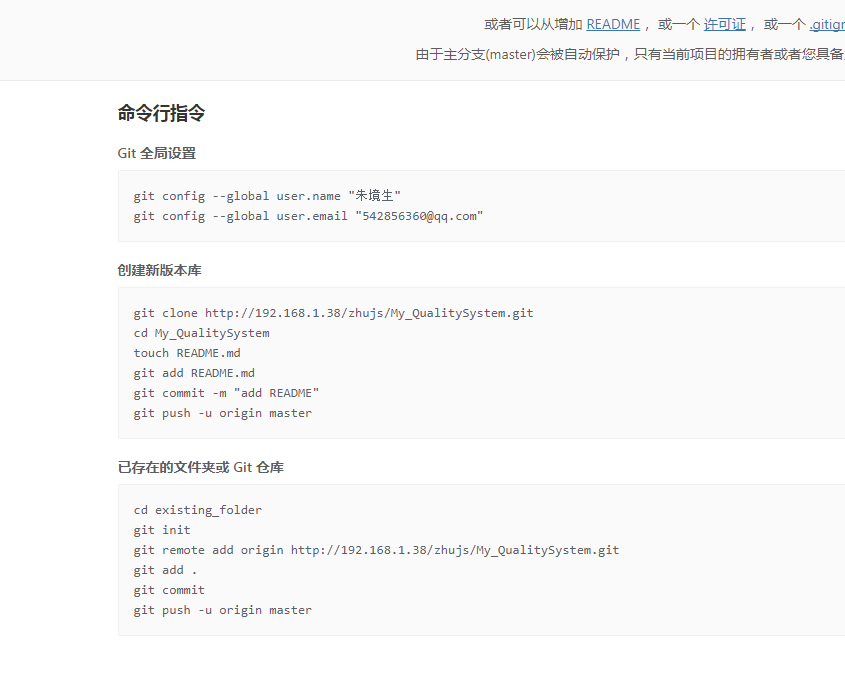 或者可以从增加 README ，或一个 许可证 ，或一个 .gitigr
由于主分支(master)会被自动保护，只有当前项目的拥有者或者您具备
命令行指令
Git 全局设置
git config --global user.name "朱境生"
git config --global user.email "542856360@qq.com"
创建新版本库
git clone http://192.168.1.38/zhujs/My_QualitySystem.git
cd My_QualitySystem
touch README.md
git add README.md
git commit -m "add README"
git push -u origin master
已存在的文件夹或 Git 仓库
cd existing_folder
git init
git remote add origin http://192.168.1.38/zhujs/My_QualitySystem.git
git add .
git commit
git push -u origin master